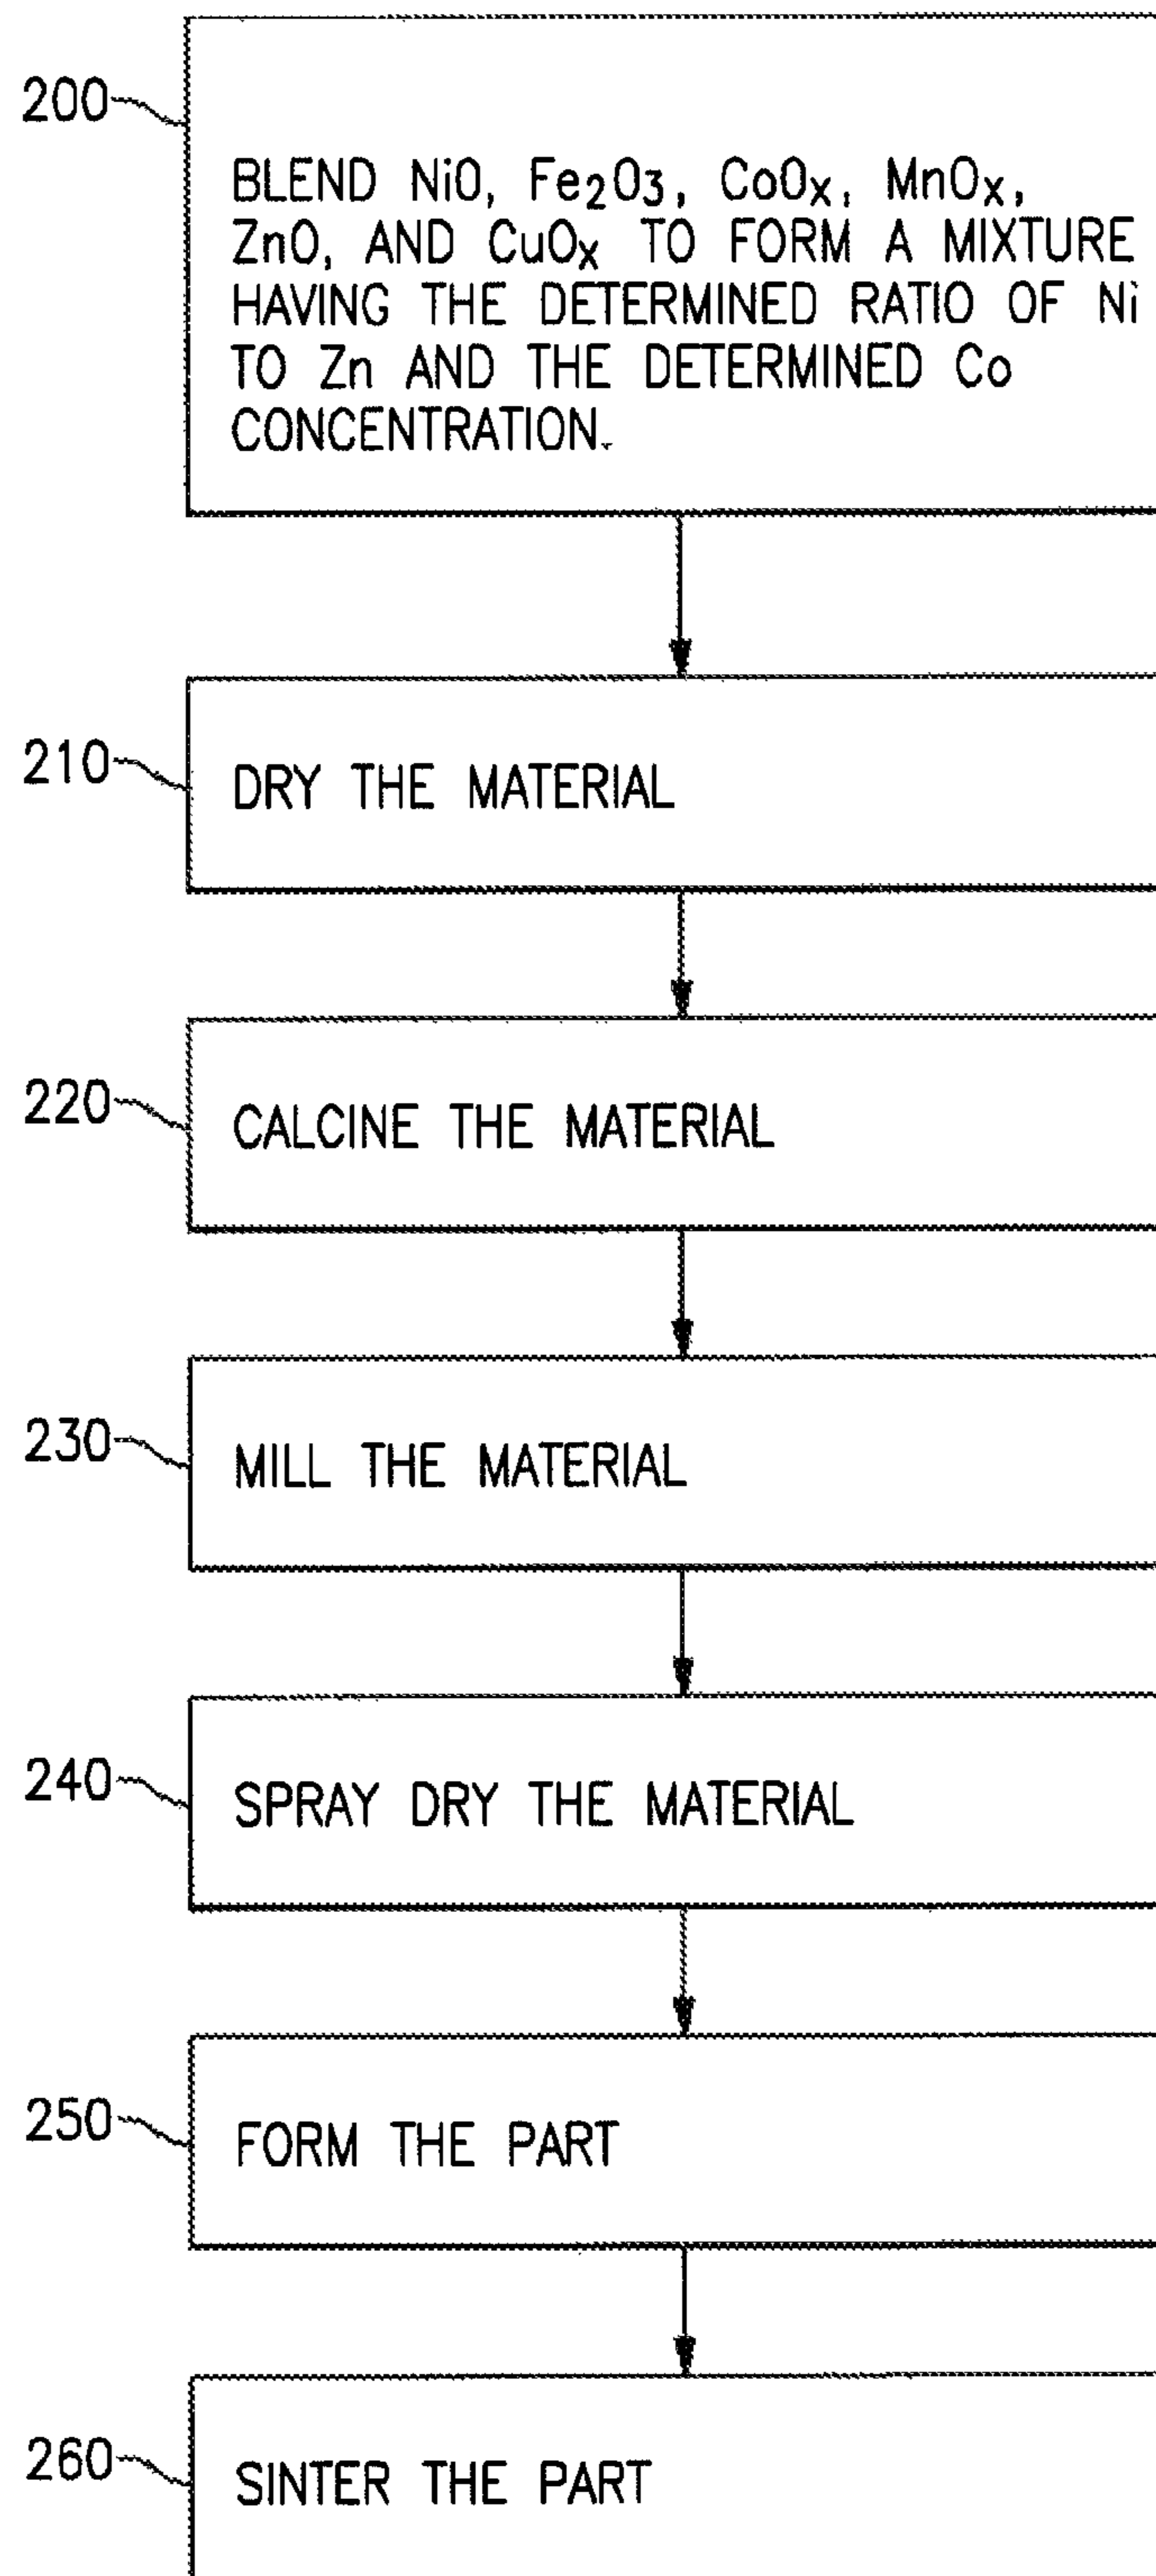 200
BLEND NiO, Fe₂O₃, CoOₓ, MnOₓ,
ZnO, AND CuOₓ TO FORM A MIXTURE
HAVING THE DETERMINED RATIO OF Ni
TO Zn AND THE DETERMINED Co
CONCENTRATION.
210
DRY THE MATERIAL
220
CALCINE THE MATERIAL
230
MILL THE MATERIAL
240
SPRAY DRY THE MATERIAL
250
FORM THE PART
260
SINTER THE PART